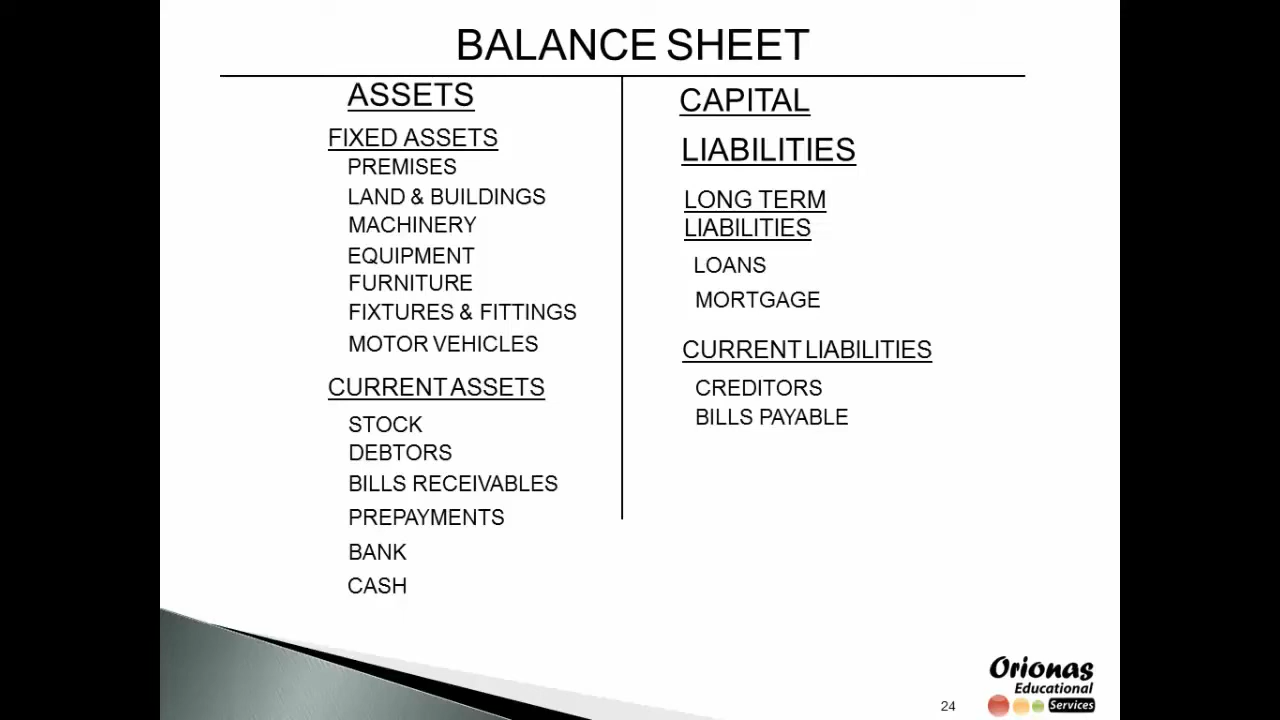 BALANCE SHEET
ASSETS
FIXED ASSETS
PREMISES
LAND & BUILDINGS
MACHINERY
EQUIPMENT
FURNITURE
FIXTURES & FITTINGS
MOTOR VEHICLES
CURRENT ASSETS
STOCK
DEBTORS
BILLS RECEIVABLES
PREPAYMENTS
BANK
CASH
CAPITAL
LIABILITIES
LONG TERM
LIABILITIES
LOANS
MORTGAGE
CURRENT LIABILITIES
CREDITORS
BILLS PAYABLE
24
Orionas
Educational
Services